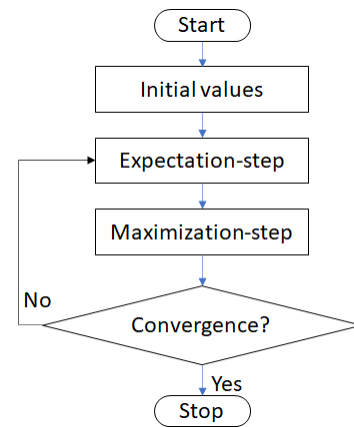 Start
Initial values
Expectation-step
Maximization-step
No
Convergence?
Yes
Stop